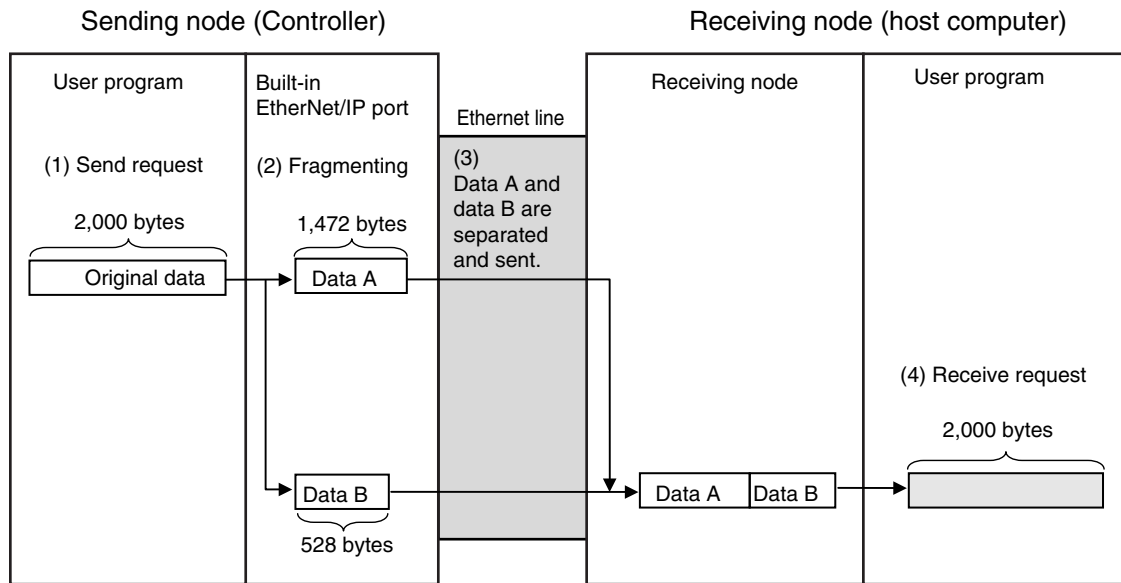 Sending node (Controller)
Receiving node (host computer)
User program
Built-in
EtherNet/IP port
Ethernet line
Receiving node
User program
(1) Send request
(2) Fragmenting
(3)
Data A and
data B are
separated
and sent.
2,000 bytes
1,472 bytes
Original data
Data A
(4) Receive request
2,000 bytes
Data B
528 bytes
Data A
Data B